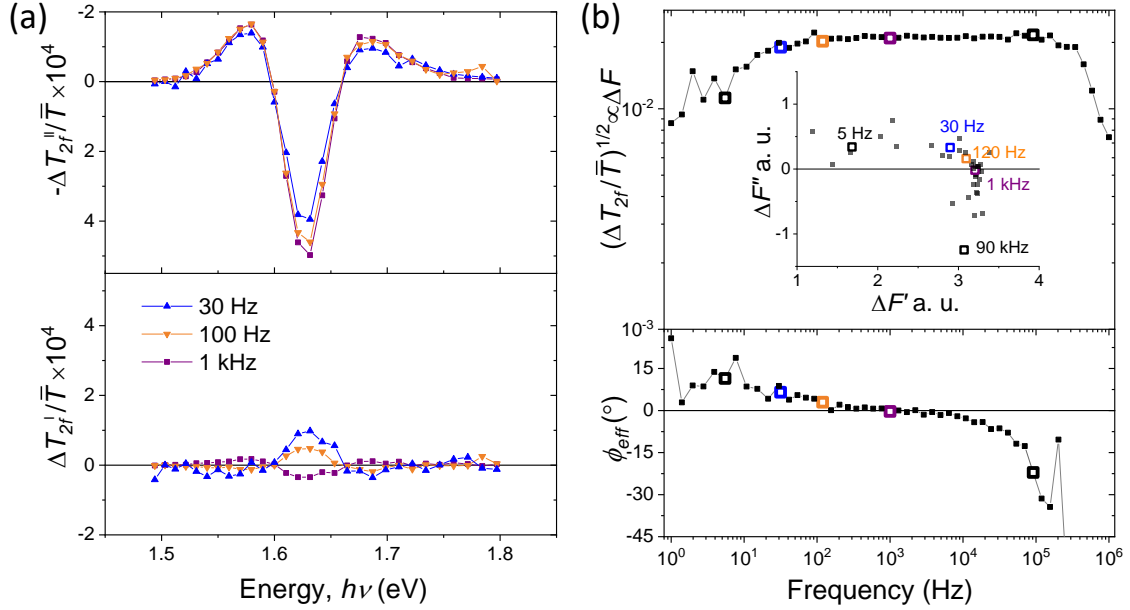 (a)
-ΔT₂f^II/T̅ ×10⁴
0
2
4
ΔT₂f^I/T̅ ×10⁴
4
2
0
-2
30 Hz
100 Hz
1 kHz
1.5 1.6 1.7 1.8
Energy, hν (eV)
(b)
(ΔT₂f/T̅)^1/2 ∝ΔF
10⁻²
10⁻³
ΔF'' a. u.
1
0
-1
5 Hz
30 Hz
120 Hz
1 kHz
90 kHz
1 2 3 4
ΔF' a. u.
ϕeff (°)
15
0
-15
-30
-45
10⁰ 10¹ 10² 10³ 10⁴ 10⁵ 10⁶
Frequency (Hz)